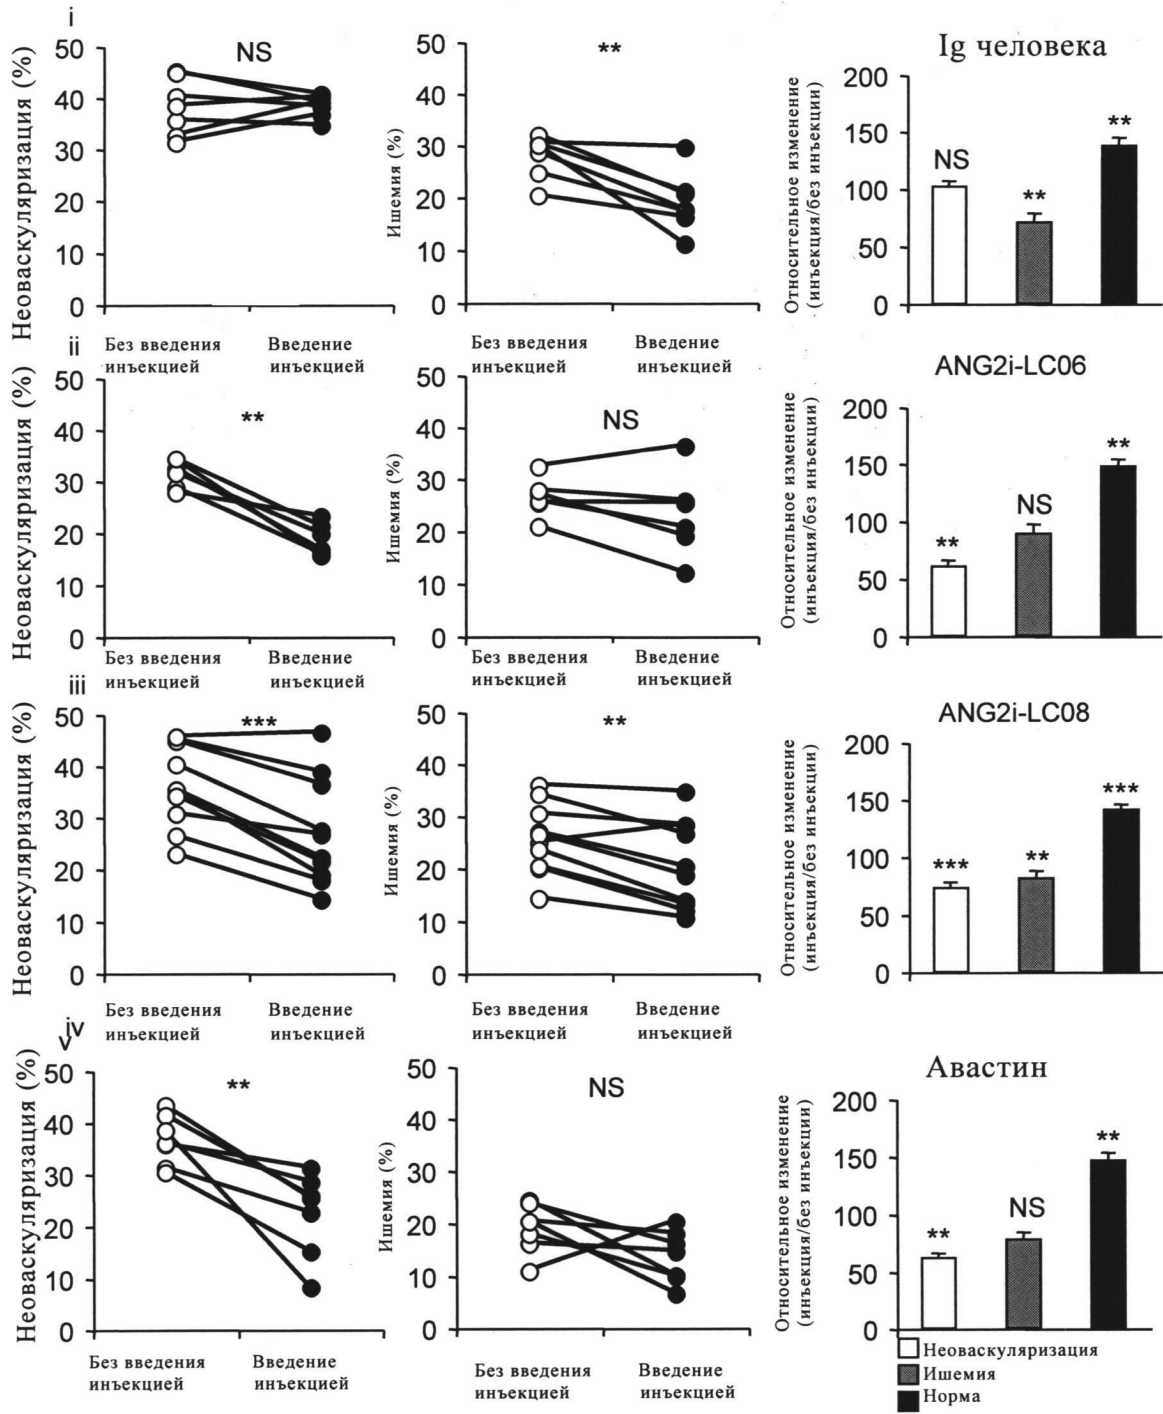 i
Неоваскуляризация (%)
50
40
30
20
10
0
NS
Без введения
инъекцией
Введение
инъекцией
Ишемия (%)
50
40
30
20
10
0
**
Без введения
инъекцией
Введение
инъекцией
Ig человека
Относительное изменение
(инъекция/без инъекции)
200
150
100
50
0
NS
**
**
ii
Неоваскуляризация (%)
50
40
30
20
10
0
**
Без введения
инъекцией
Введение
инъекцией
Ишемия (%)
50
40
30
20
10
0
NS
Без введения
инъекцией
Введение
инъекцией
ANG2i-LC06
Относительное изменение
(инъекция/без инъекции)
200
150
100
50
0
**
NS
**
iii
Неоваскуляризация (%)
50
40
30
20
10
0
***
Без введения
инъекцией
Введение
инъекцией
Ишемия (%)
50
40
30
20
10
0
**
Без введения
инъекцией
Введение
инъекцией
ANG2i-LC08
Относительное изменение
(инъекция/без инъекции)
200
150
100
50
0
***
**
***
iv
v
Неоваскуляризация (%)
50
40
30
20
10
0
**
Без введения
инъекцией
Введение
инъекцией
Ишемия (%)
50
40
30
20
10
0
NS
Без введения
инъекцией
Введение
инъекцией
Авастин
Относительное изменение
(инъекция/без инъекции)
200
150
100
50
0
**
NS
**
Неоваскуляризация
Ишемия
Норма